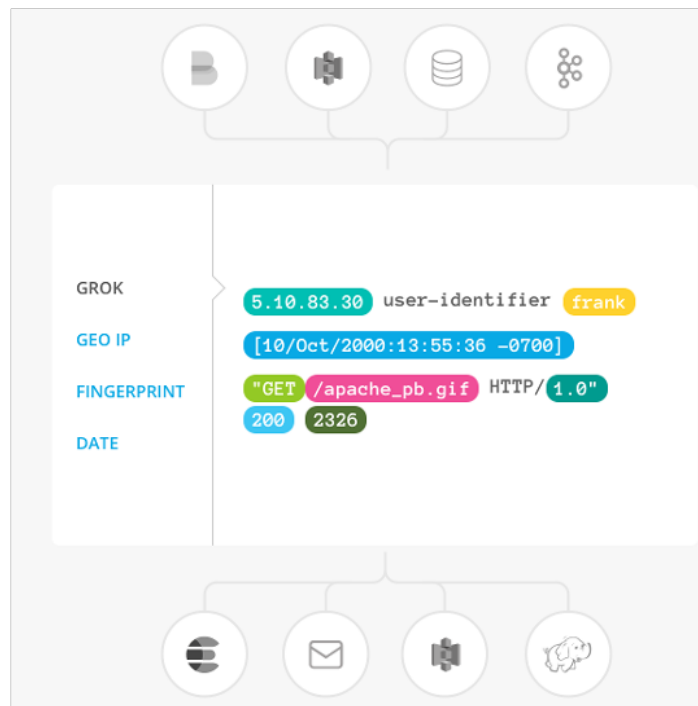 GROK
GEO IP
FINGERPRINT
DATE
5.10.83.30 user-identifier frank
[10/Oct/2000:13:55:36 -0700]
"GET /apache_pb.gif HTTP/1.0"
200 2326